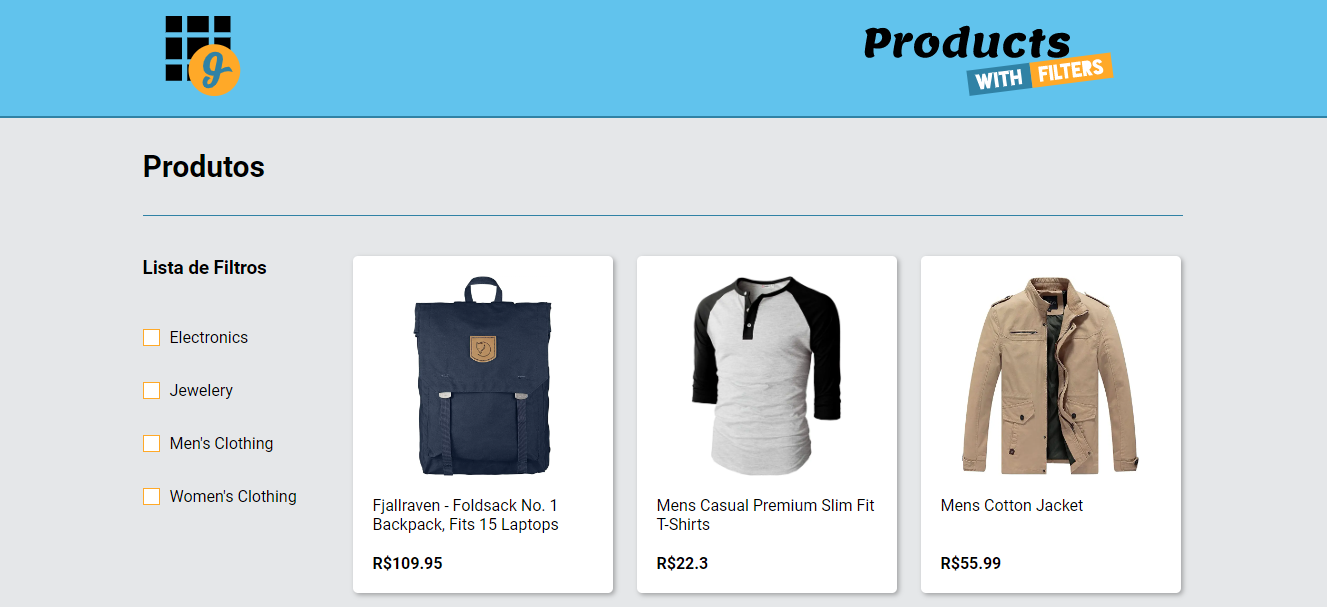 g
Products
WITH FILTERS
Produtos
Lista de Filtros
Electronics
Jewelery
Men's Clothing
Women's Clothing
Fjallraven - Foldsack No. 1
Backpack, Fits 15 Laptops
R$109.95
Mens Casual Premium Slim Fit
T-Shirts
R$22.3
Mens Cotton Jacket
R$55.99